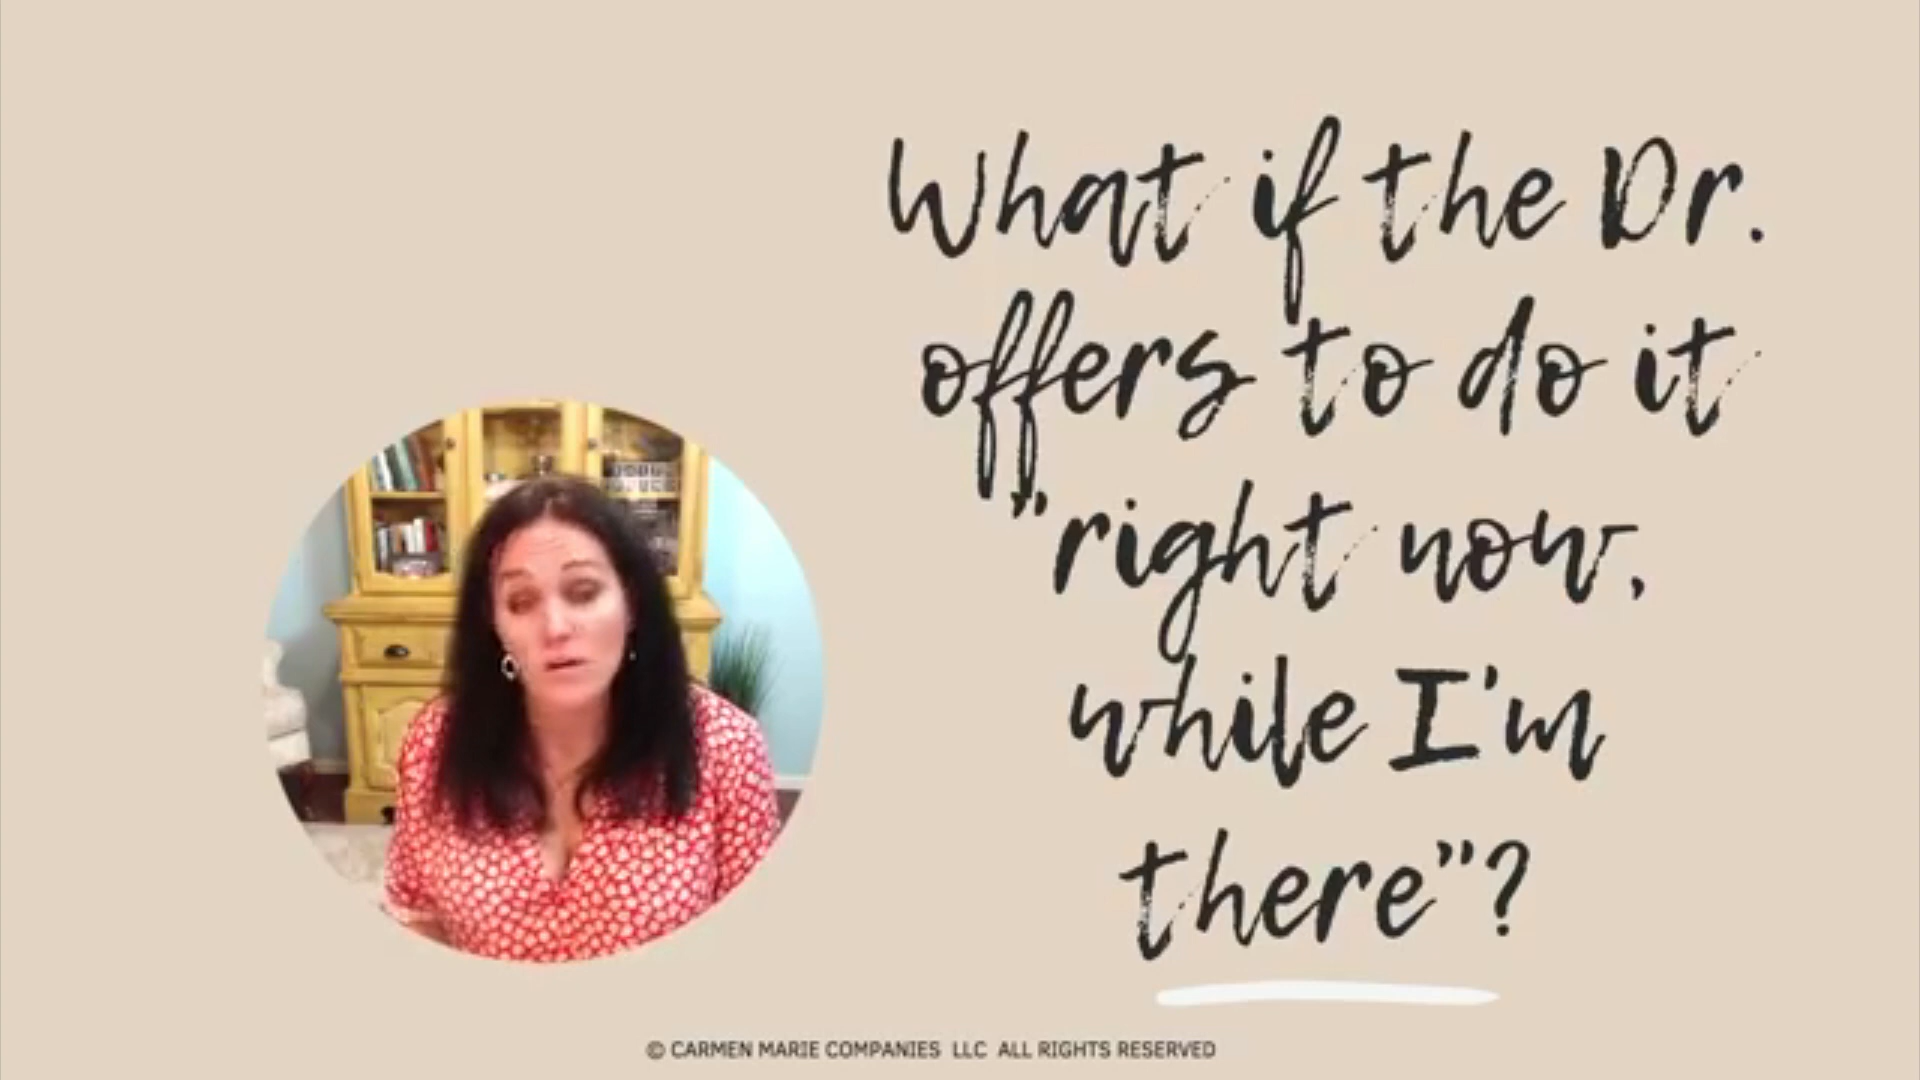 What if the Dr.
offers to do it
"right now,
while I'm
there"?
© CARMEN MARIE COMPANIES LLC ALL RIGHTS RESERVED